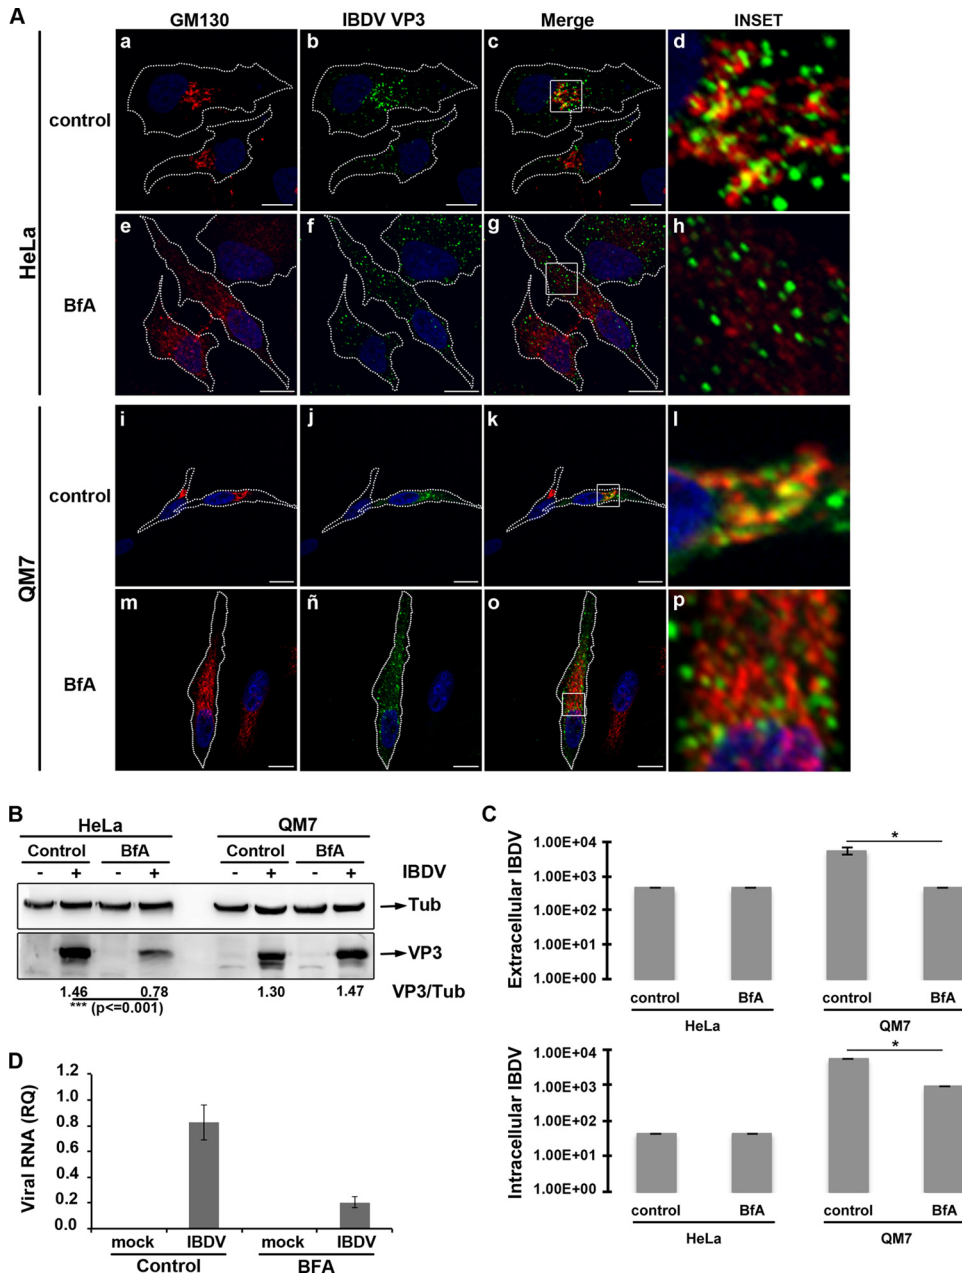 A
GM130 IBDV VP3 Merge INSET
HeLa
control
a b c d
BfA
e f g h
QM7
control
i j k l
BfA
m ñ o p
B
HeLa QM7
Control BfA Control BfA
- + - + - + - + IBDV
Tub
VP3
1.46 0.78 1.30 1.47 VP3/Tub
*** (p<=0.001)
C
Extracellular IBDV
1.00E+04
1.00E+03
1.00E+02
1.00E+01
1.00E+00
*
control BfA control BfA
HeLa QM7
Intracellular IBDV
1.00E+04
1.00E+03
1.00E+02
1.00E+01
1.00E+00
*
control BfA control BfA
HeLa QM7
D
Viral RNA (RQ)
1.2
1.0
0.8
0.6
0.4
0.2
0.0
mock IBDV mock IBDV
Control BFA